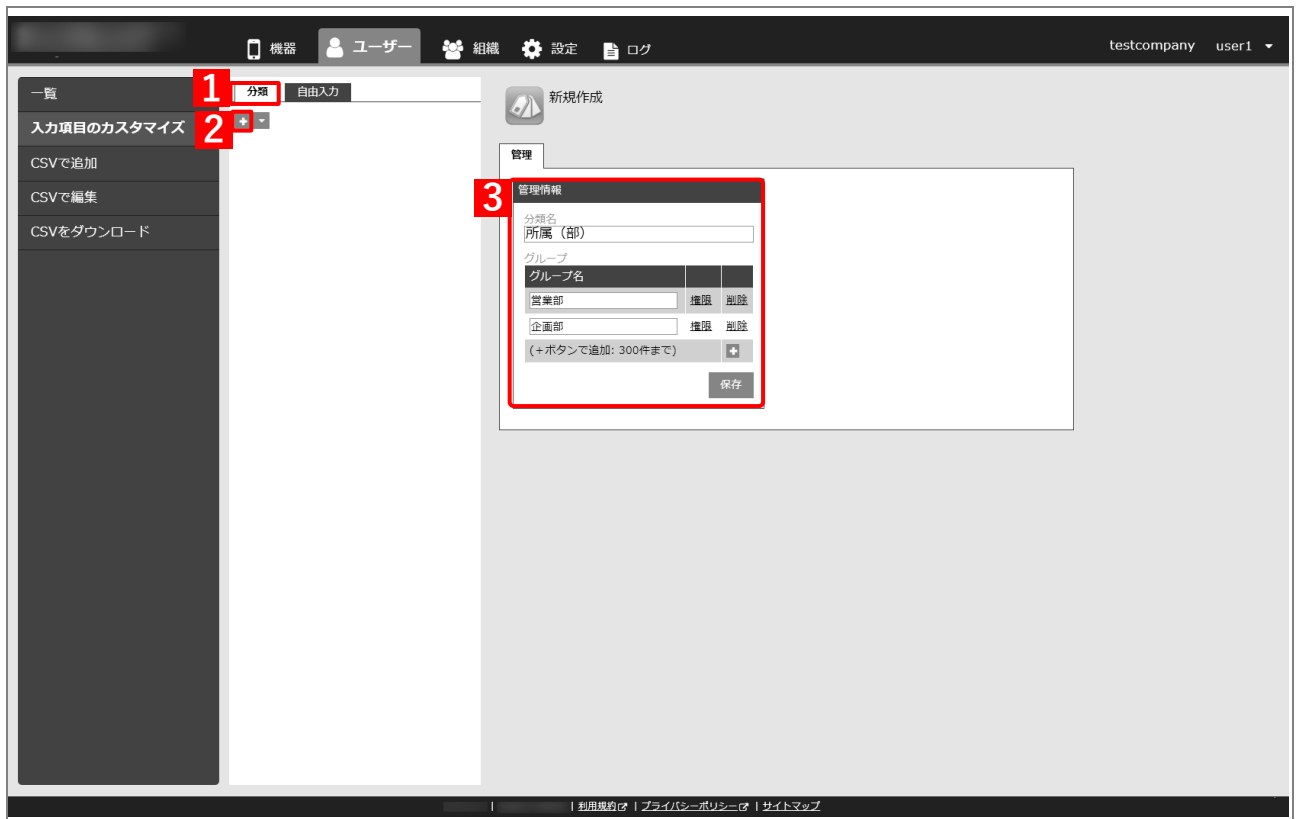 機器 ユーザー 組織 設定 ログ testcompany user1
一覧
入力項目のカスタマイズ
CSVで追加
CSVで編集
CSVをダウンロード
1 分類 自由入力
2
新規作成
管理
3 管理情報
分類名
所属（部）
グループ
グループ名
営業部 権限 削除
企画部 権限 削除
(+ボタンで追加: 300件まで)
保存
| | 利用規約 | プライバシーポリシー | サイトマップ